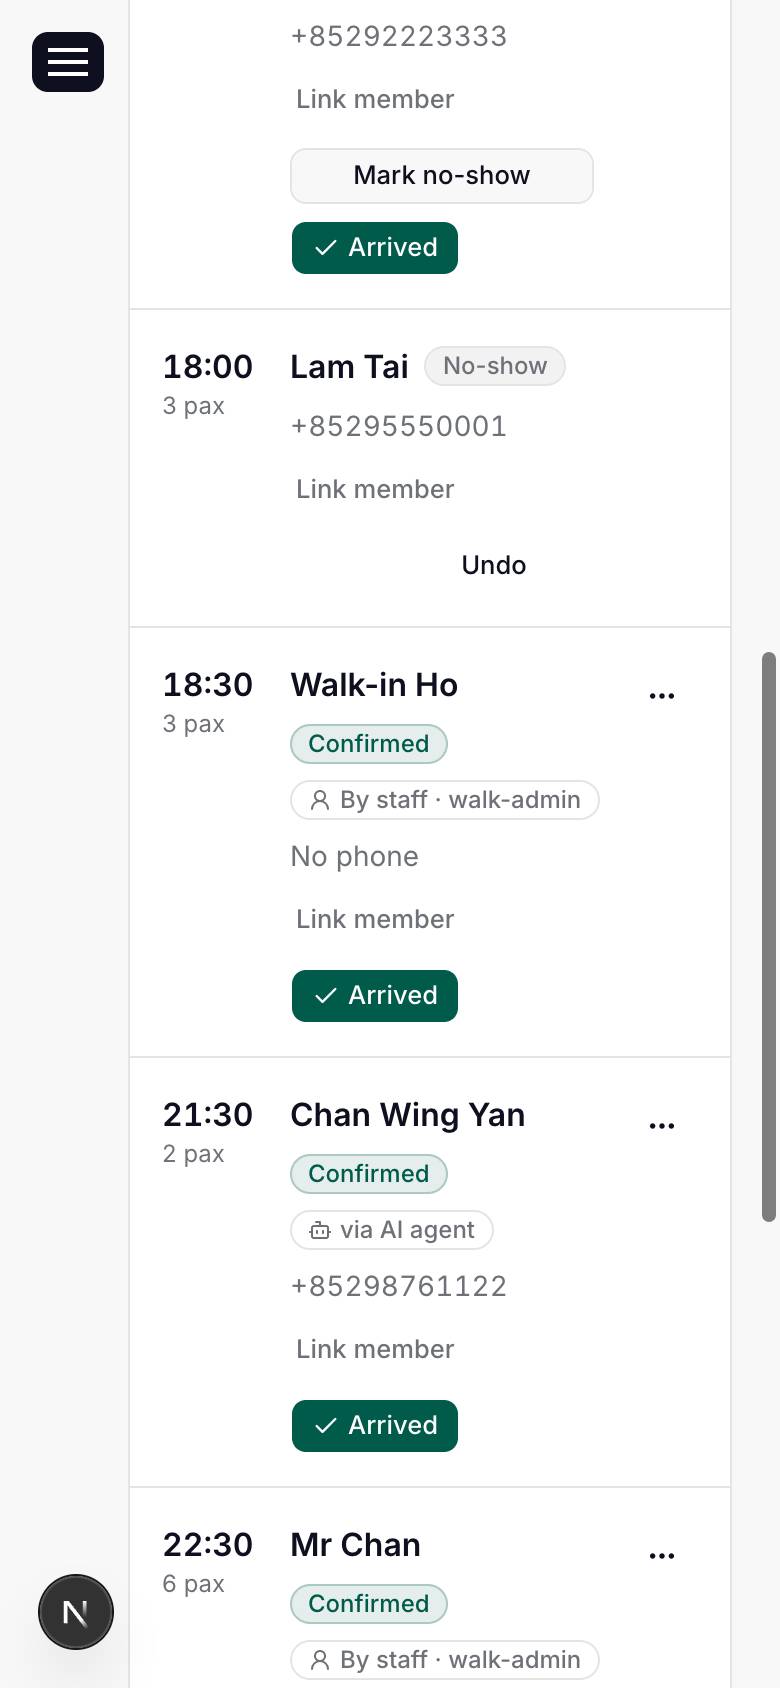 +85292223333
Link member
Mark no-show
Arrived
18:00 Lam Tai No-show
3 pax
+85295550001
Link member
Undo
18:30 Walk-in Ho ...
3 pax
Confirmed
By staff · walk-admin
No phone
Link member
Arrived
21:30 Chan Wing Yan ...
2 pax
Confirmed
via AI agent
+85298761122
Link member
Arrived
22:30 Mr Chan ...
6 pax
Confirmed
N
By staff · walk-admin